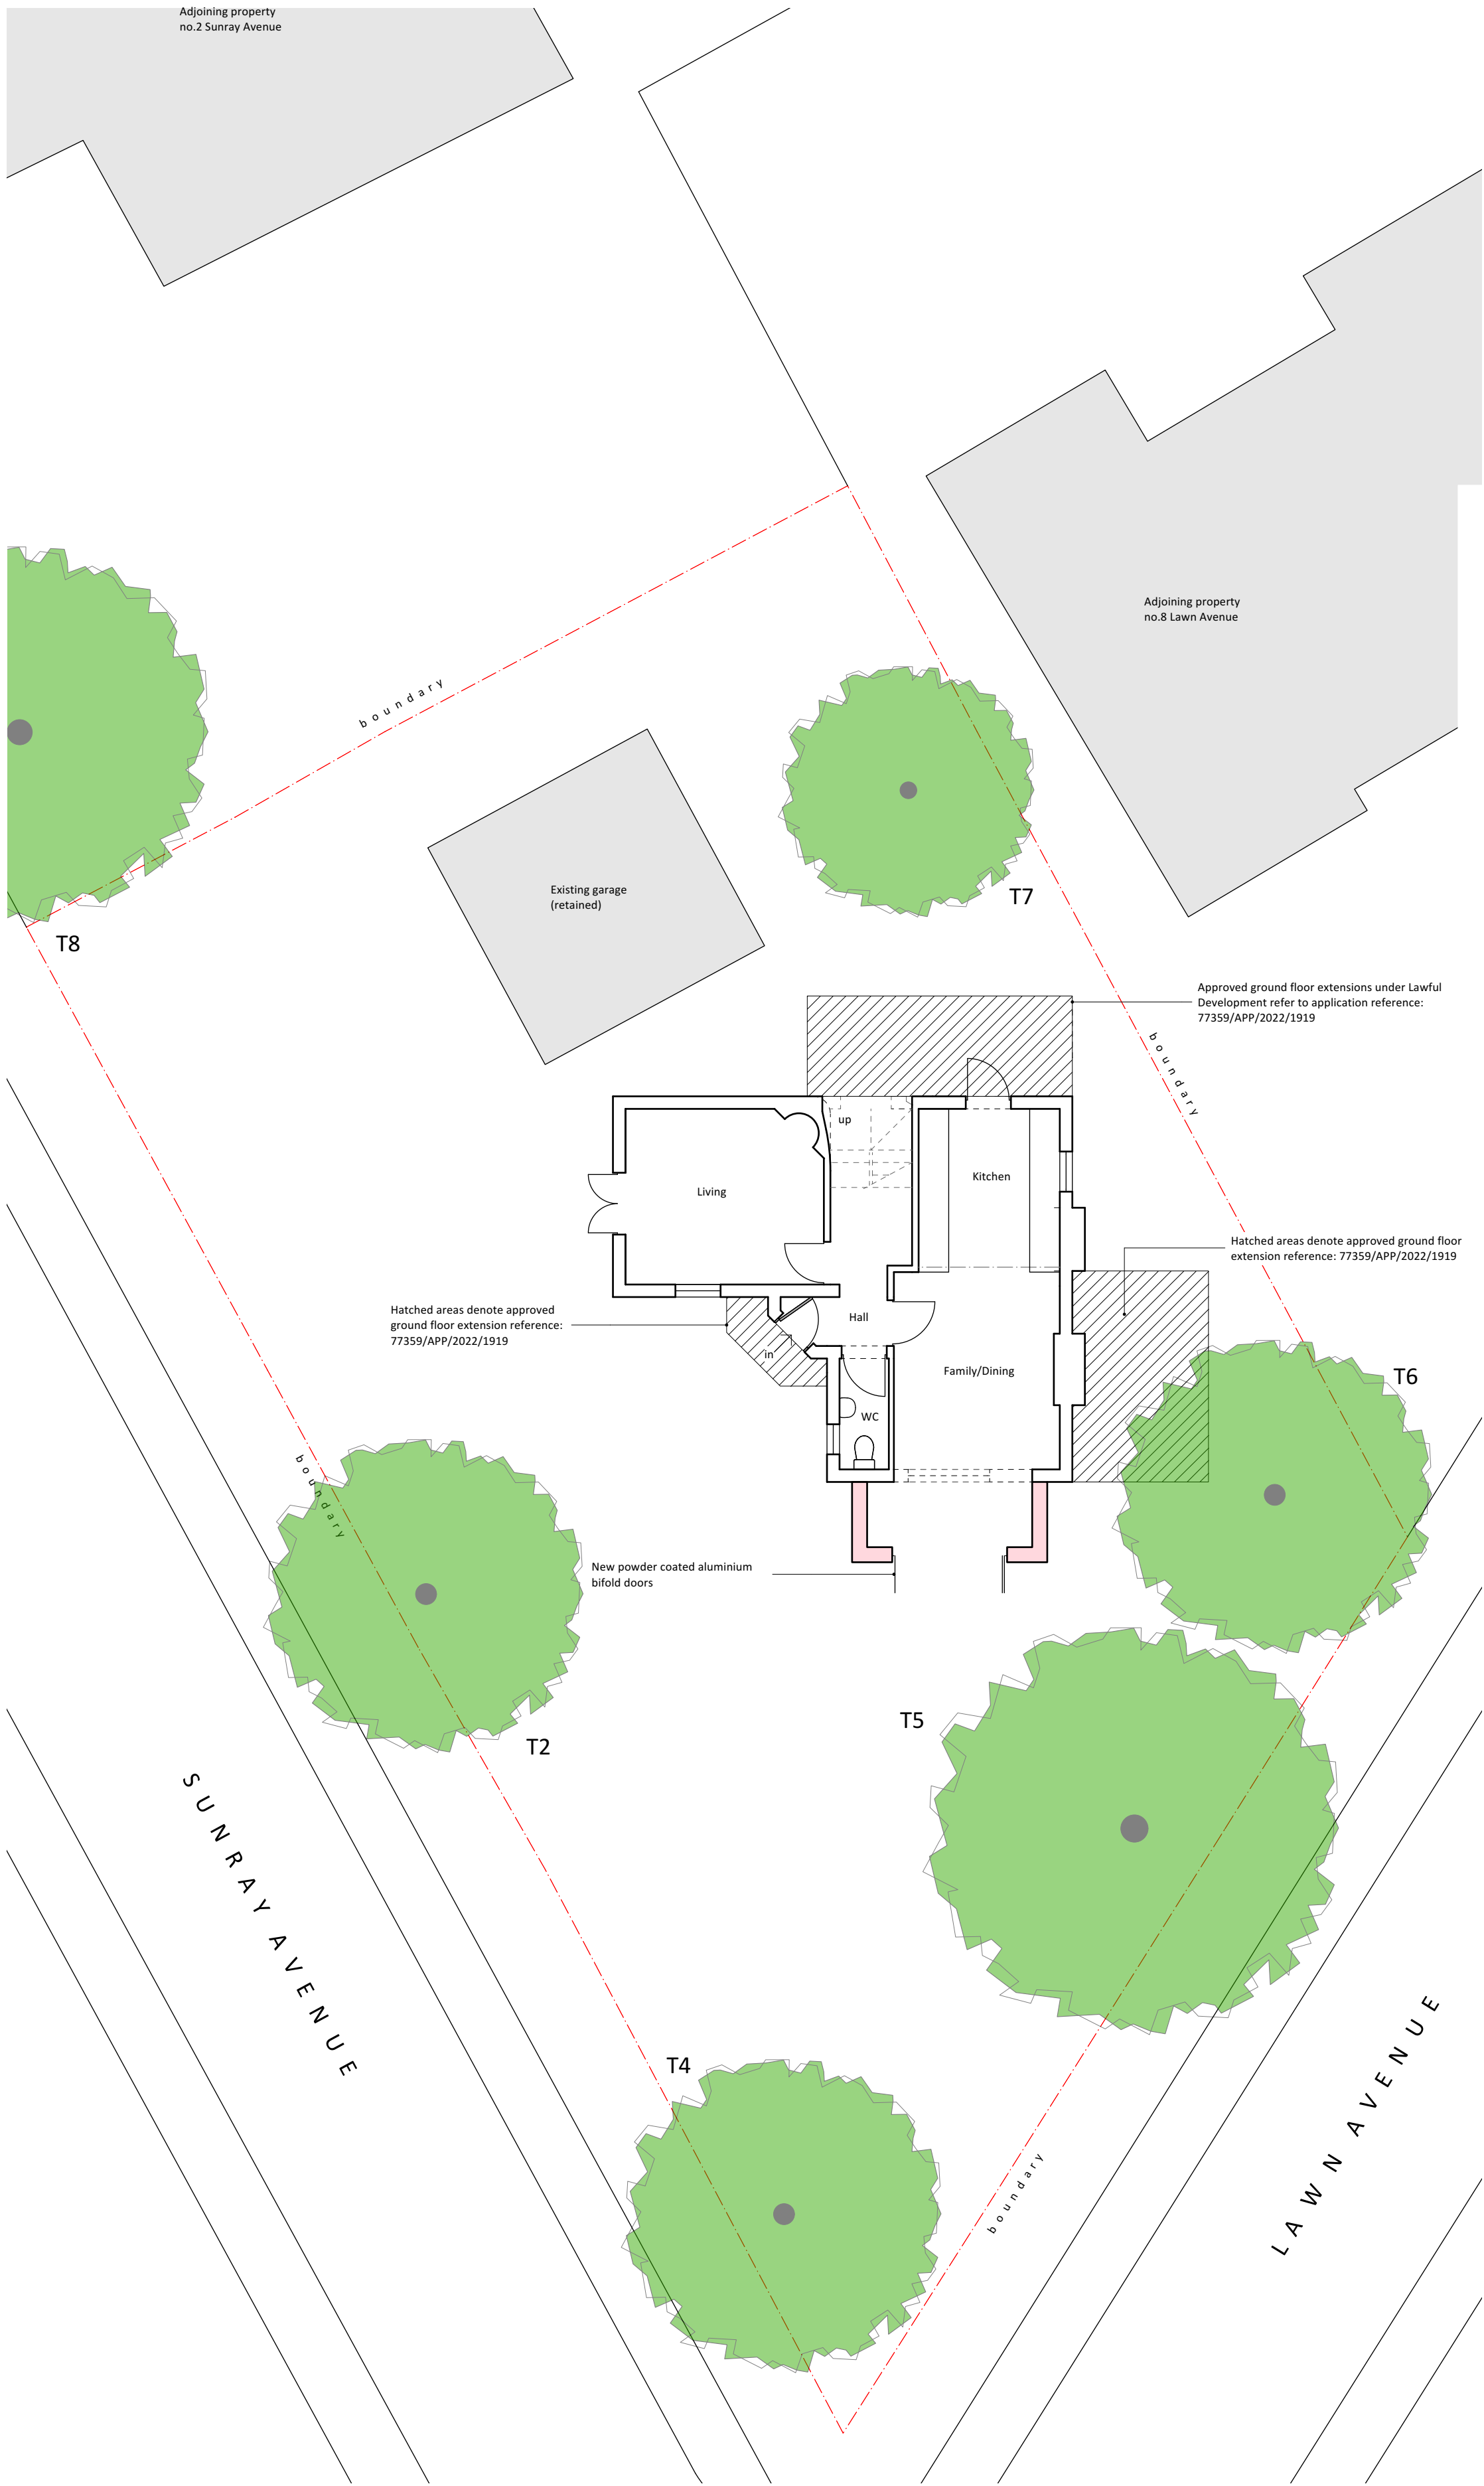 Adjoining property
no.2 Sunray Avenue
Adjoining property
no.8 Lawn Avenue
boundary
Existing garage
(retained)
T7
T8
Approved ground floor extensions under Lawful
Development refer to application reference:
77359/APP/2022/1919
boundary
up
Kitchen
Living
Hatched areas denote approved ground floor
extension reference: 77359/APP/2022/1919
Hatched areas denote approved
ground floor extension reference:
77359/APP/2022/1919
Hall
in
Family/Dining
T6
WC
boundary
New powder coated aluminium
bifold doors
T5
T2
SUNRAY AVENUE
T4
LAWN AVENUE
boundary